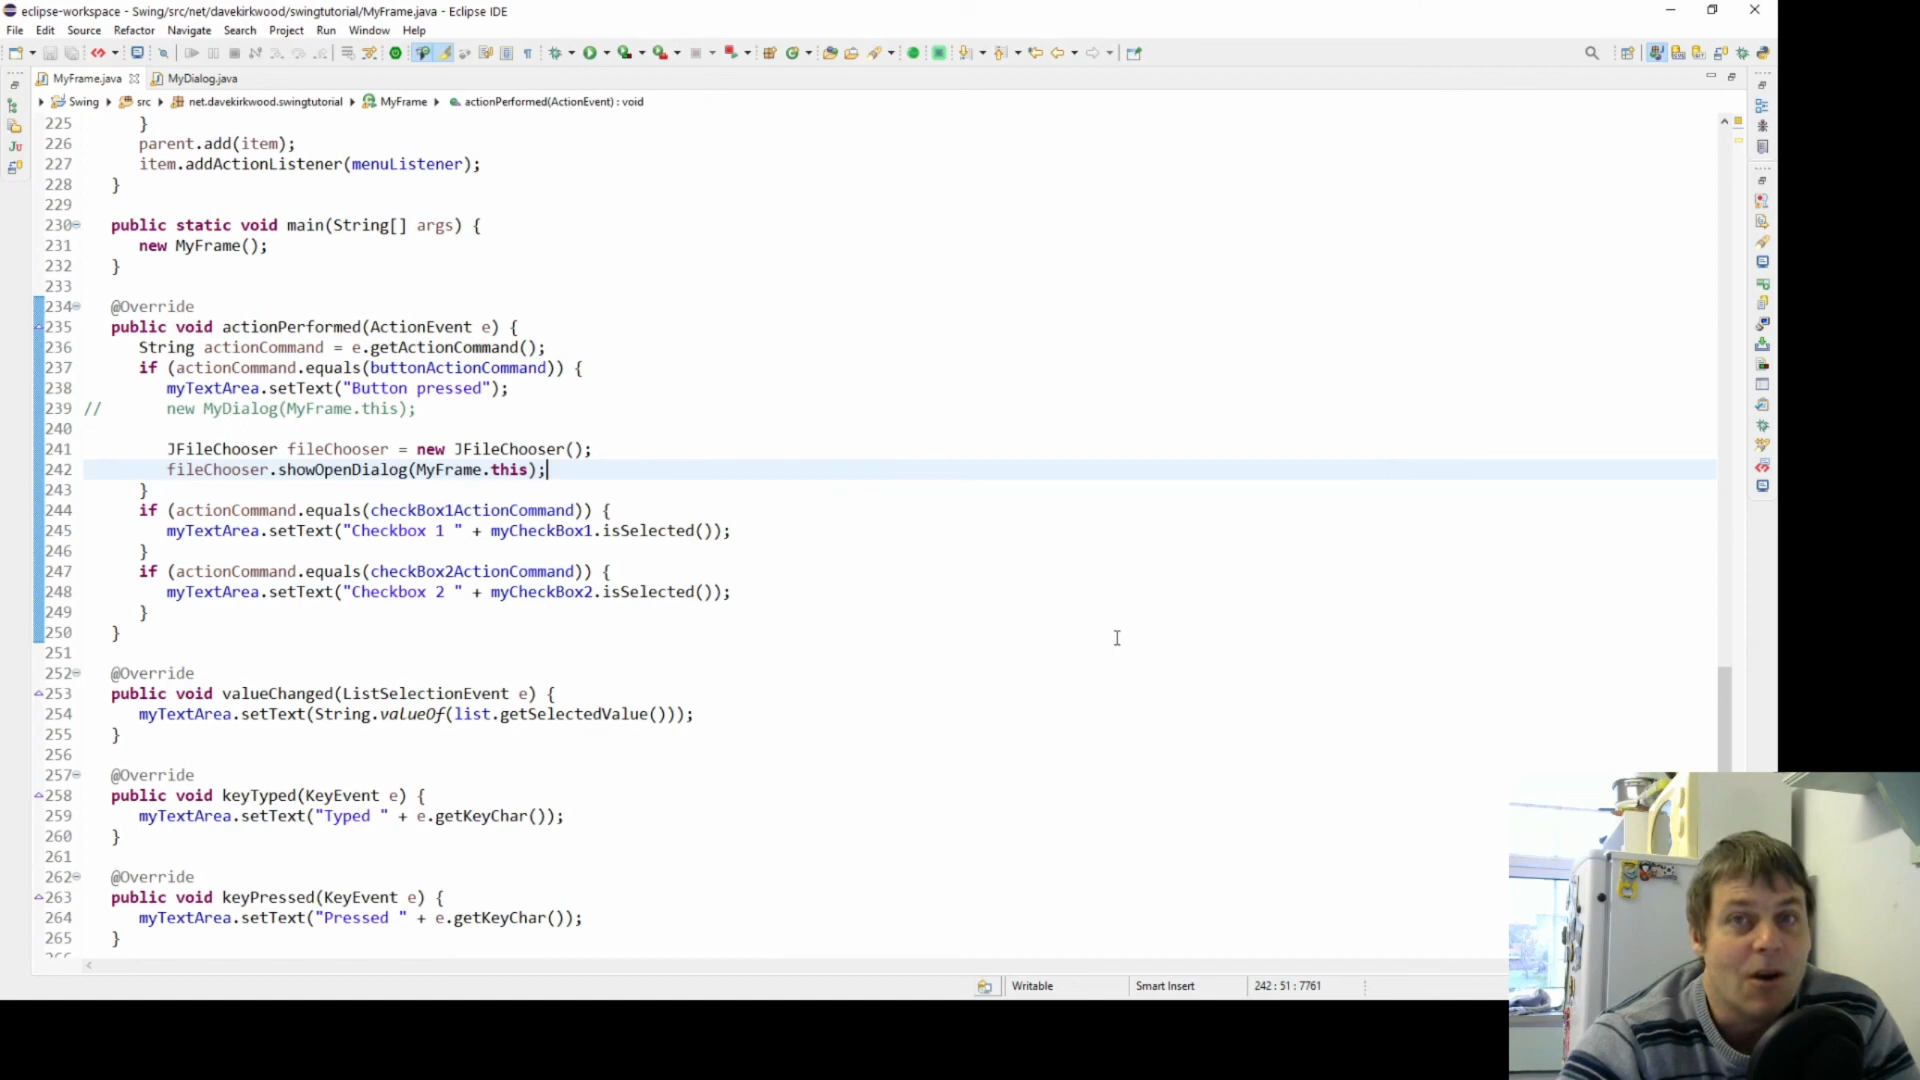 eclipse-workspace - Swing/src/net/davekirkwood/swingtutorial/MyFrame.java - Eclipse IDE
File Edit Source Refactor Navigate Search Project Run Window Help
MyFrame.java MyDialog.java
Swing src net.davekirkwood.swingtutorial MyFrame actionPerformed(ActionEvent) : void
225 }
226 parent.add(item);
227 item.addActionListener(menuListener);
228 }
229
230 public static void main(String[] args) {
231 new MyFrame();
232 }
233
234 @Override
235 public void actionPerformed(ActionEvent e) {
236 String actionCommand = e.getActionCommand();
237 if (actionCommand.equals(buttonActionCommand)) {
238 myTextArea.setText("Button pressed");
239 // new MyDialog(MyFrame.this);
240
241 JFileChooser fileChooser = new JFileChooser();
242 fileChooser.showOpenDialog(MyFrame.this);
243 }
244 if (actionCommand.equals(checkBox1ActionCommand)) {
245 myTextArea.setText("Checkbox 1 " + myCheckBox1.isSelected());
246 }
247 if (actionCommand.equals(checkBox2ActionCommand)) {
248 myTextArea.setText("Checkbox 2 " + myCheckBox2.isSelected());
249 }
250 }
251
252 @Override
253 public void valueChanged(ListSelectionEvent e) {
254 myTextArea.setText(String.valueOf(list.getSelectedValue()));
255 }
256
257 @Override
258 public void keyTyped(KeyEvent e) {
259 myTextArea.setText("Typed " + e.getKeyChar());
260 }
261
262 @Override
263 public void keyPressed(KeyEvent e) {
264 myTextArea.setText("Pressed " + e.getKeyChar());
265 }
Writable Smart Insert 242 : 51 : 7761